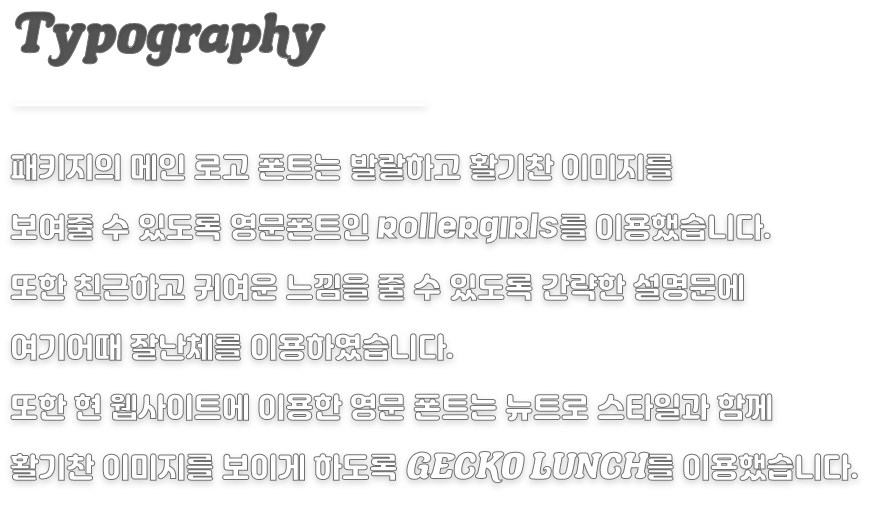 Typography
패키지의 메인 로고 폰트는 발랄하고 활기찬 이미지를
보여줄 수 있도록 영문폰트인 Rollergirls를 이용했습니다.
또한 친근하고 귀여운 느낌을 줄 수 있도록 간략한 설명문에
여기어때 잘난체를 이용하였습니다.
또한 현 웹사이트에 이용한 영문 폰트는 뉴트로 스타일과 함께
활기찬 이미지를 보이게 하도록 GECKO LUNCH를 이용했습니다.